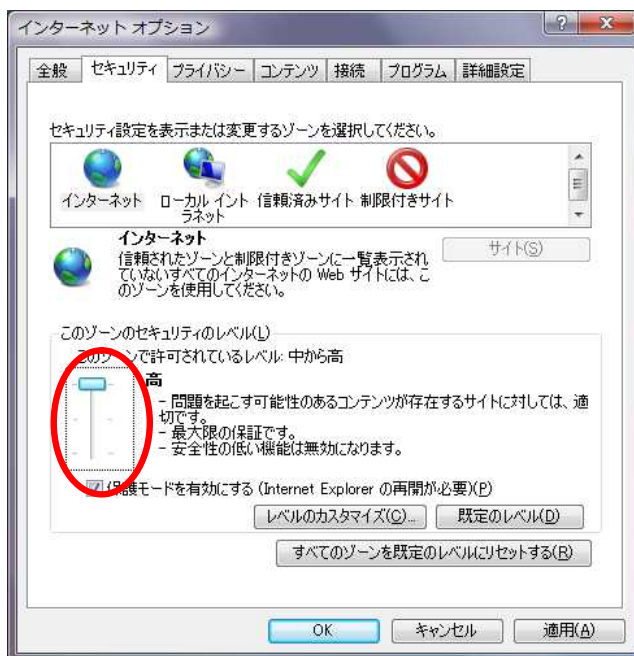 インターネット オプション
全般 セキュリティ プライバシー コンテンツ 接続 プログラム 詳細設定
セキュリティ設定を表示または変更するゾーンを選択してください。
インターネット ローカル イント 信頼済みサイト 制限付きサイト
ラネット
インターネット
サイト(S)
信頼されたゾーンと制限付きゾーンに一覧表示され
ていないすべてのインターネットの Web サイトには、こ
のゾーンを使用してください。
このゾーンのセキュリティのレベル(L)
このゾーンで許可されているレベル: 中から高
高
- 問題を起こす可能性のあるコンテンツが存在するサイトに対しては、適
切です。
- 最大限の保証です。
- 安全性の低い機能は無効になります。
保護モードを有効にする (Internet Explorer の再開が必要)(P)
レベルのカスタマイズ(C)... 既定のレベル(D)
すべてのゾーンを既定のレベルにリセットする(R)
OK キャンセル 適用(A)